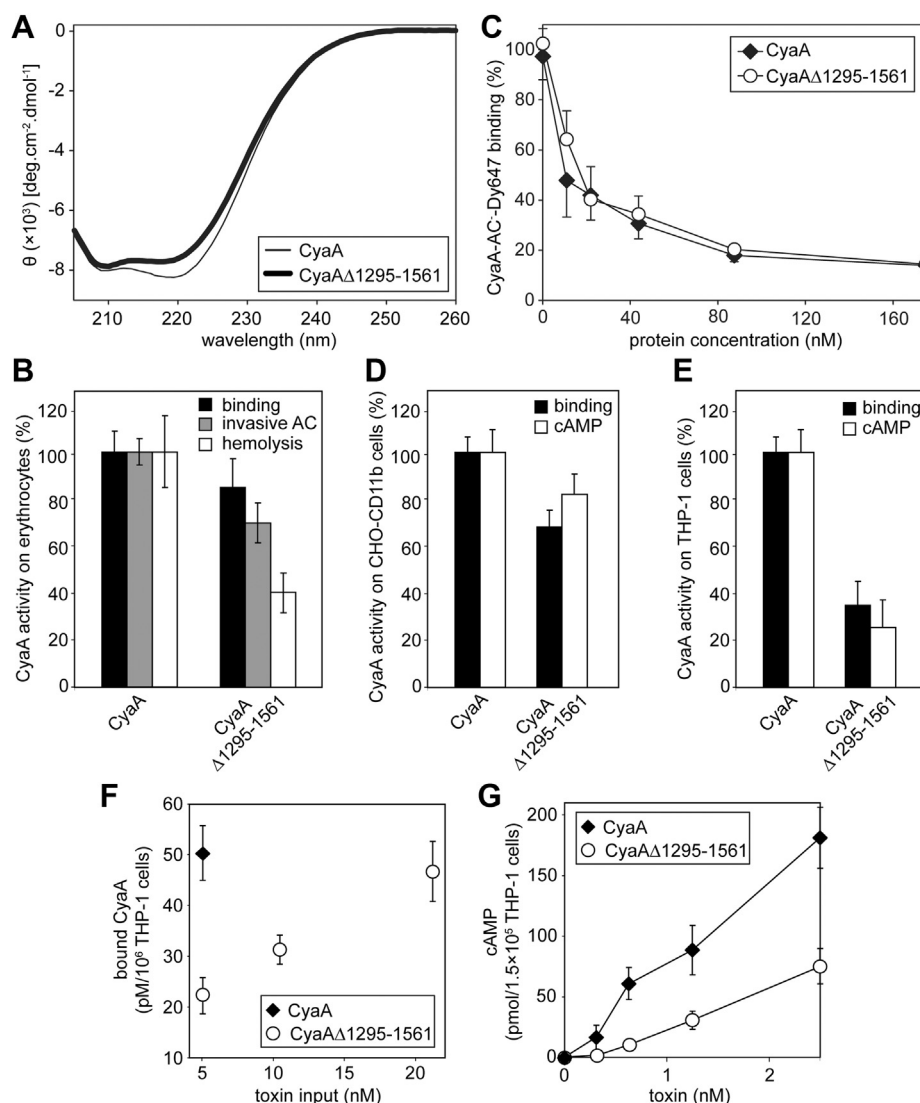 A
0
-2
-4
-6
-8
θ (×10³) [deg.cm⁻².dmol⁻¹]
CyaA
CyaAΔ1295-1561
210 220 230 240 250 260
wavelength (nm)
C
100
80
60
40
20
0
CyaA-AC⁻-Dy647 binding (%)
CyaA
CyaAΔ1295-1561
0 40 80 120 160
protein concentration (nM)
B
120
100
80
60
40
20
0
CyaA activity on erythrocytes (%)
binding
invasive AC
hemolysis
CyaA
CyaA
Δ1295-1561
D
120
100
80
60
40
20
0
CyaA activity on CHO-CD11b cells (%)
binding
cAMP
CyaA
CyaA
Δ1295-1561
E
120
100
80
60
40
20
0
CyaA activity on THP-1 cells (%)
binding
cAMP
CyaA
CyaA
Δ1295-1561
F
60
50
40
30
20
10
bound CyaA
(pM/10⁶ THP-1 cells)
CyaA
CyaAΔ1295-1561
5 10 15 20
toxin input (nM)
G
200
150
100
50
0
cAMP
(pmol/1.5×10⁵ THP-1 cells)
CyaA
CyaAΔ1295-1561
0 1 2
toxin (nM)